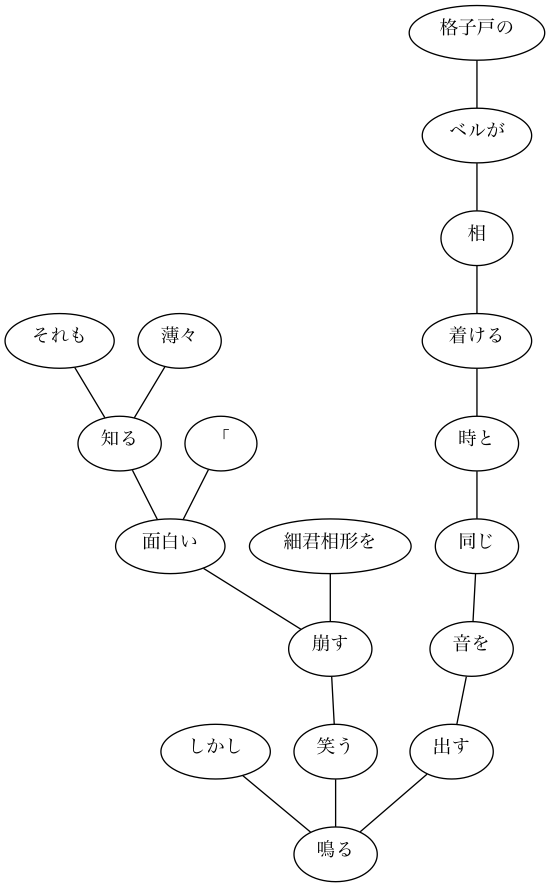 格子戸の
ベルが
相
それも
薄々
着ける
知る
「
時と
面白い
細君相形を
同じ
崩す
音を
しかし
笑う
出す
鳴る